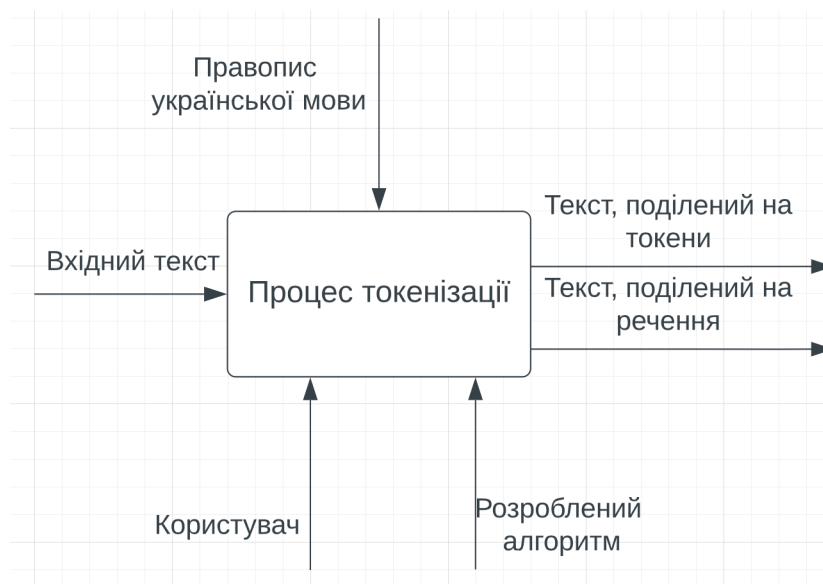 Правопис
української мови
Текст, поділений на
токени
Вхідний текст
Процес токенізації
Текст, поділений на
речення
Користувач
Розроблений
алгоритм